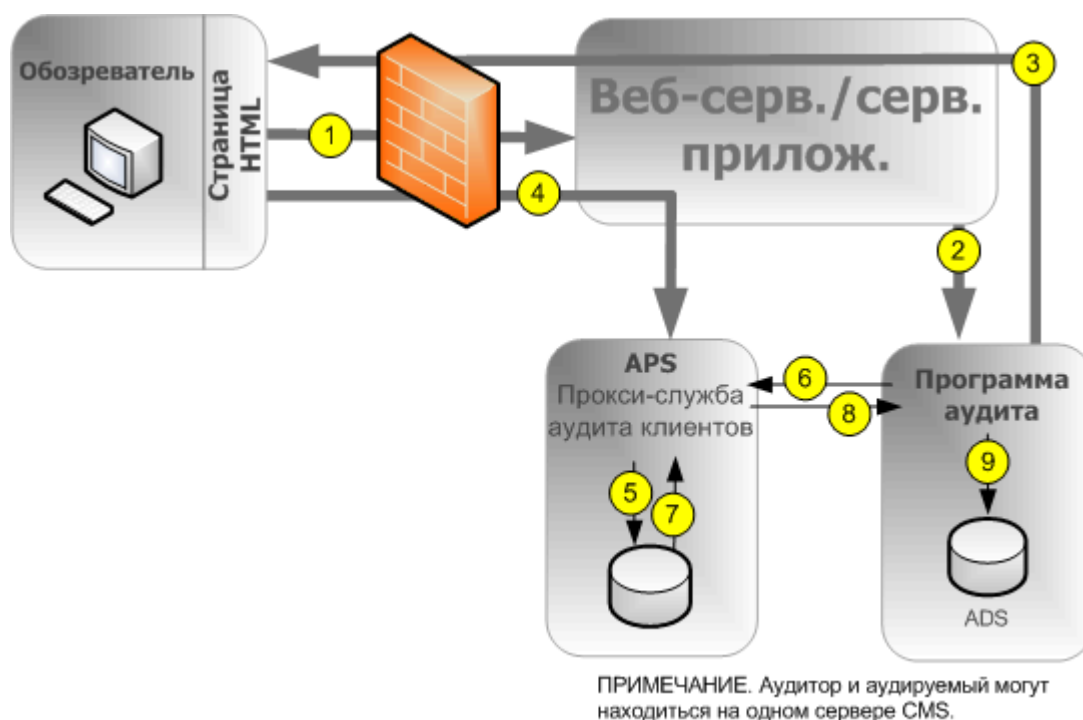 Обозреватель
Страница
HTML
1
Веб-серв./серв.
прилож.
3
4
2
APS
Прокси-служба
аудита клиентов
6
8
Программа
аудита
5
7
9
ADS
ПРИМЕЧАНИЕ. Аудитор и аудируемый могут
находиться на одном сервере CMS.